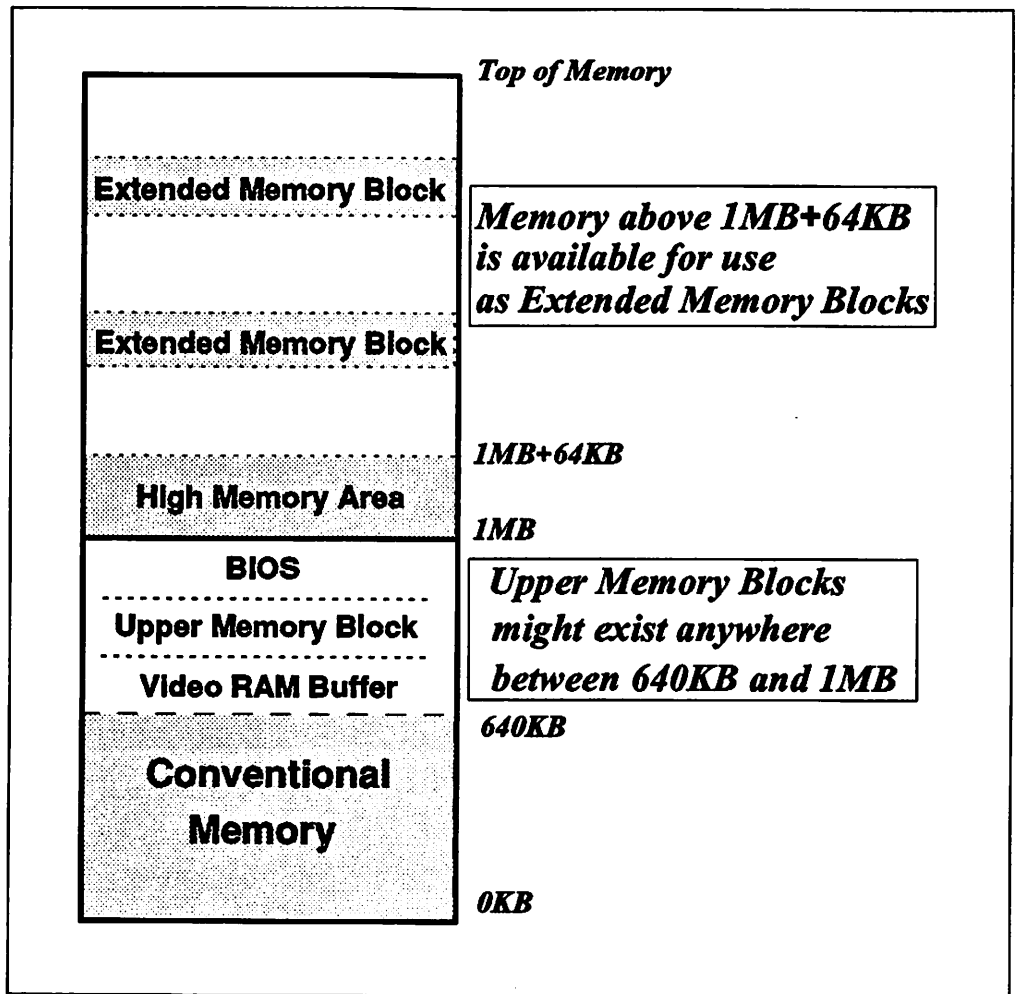 Top of Memory
Extended Memory Block
Memory above 1MB+64KB
is available for use
as Extended Memory Blocks
Extended Memory Block
1MB+64KB
High Memory Area
1MB
BIOS
Upper Memory Block
Video RAM Buffer
Upper Memory Blocks
might exist anywhere
between 640KB and 1MB
640KB
Conventional
Memory
0KB